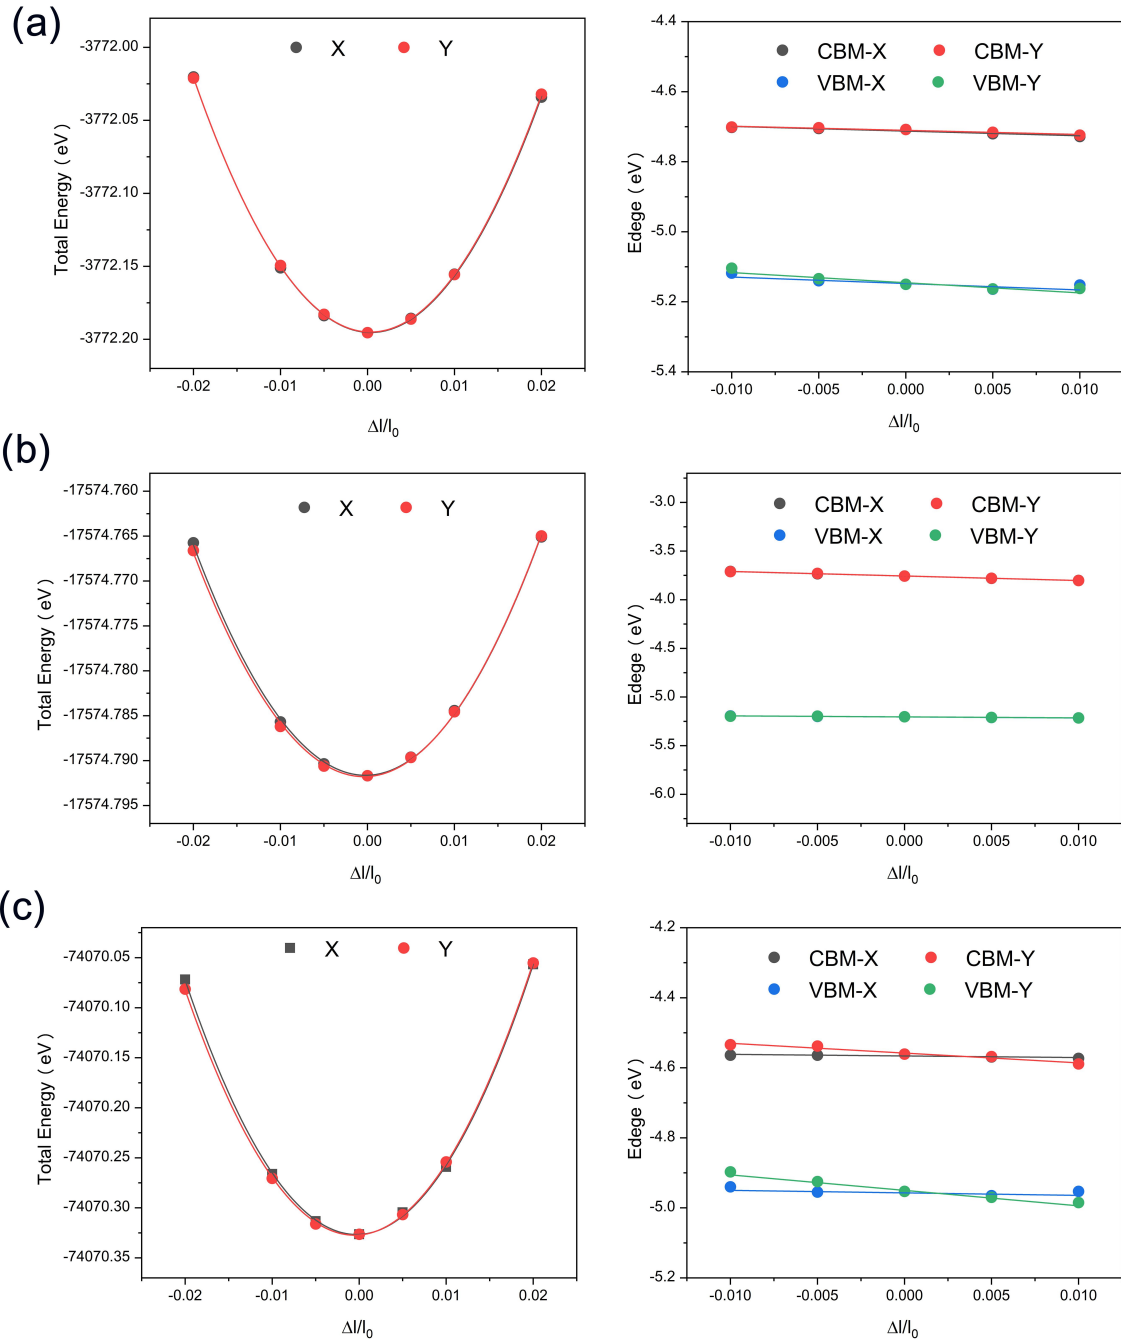 (a)
X Y
-3772.00
-3772.05
-3772.10
-3772.15
-3772.20
Total Energy ( eV )
-0.02 -0.01 0.00 0.01 0.02
Δl/l0
CBM-X CBM-Y
VBM-X VBM-Y
-4.4
-4.6
-4.8
-5.0
-5.2
-5.4
Edege ( eV )
-0.010 -0.005 0.000 0.005 0.010
Δl/l0
(b)
X Y
-17574.760
-17574.765
-17574.770
-17574.775
-17574.780
-17574.785
-17574.790
-17574.795
Total Energy ( eV )
-0.02 -0.01 0.00 0.01 0.02
Δl/l0
CBM-X CBM-Y
VBM-X VBM-Y
-3.0
-3.5
-4.0
-4.5
-5.0
-5.5
-6.0
Edege ( eV )
-0.010 -0.005 0.000 0.005 0.010
Δl/l0
(c)
X Y
-74070.05
-74070.10
-74070.15
-74070.20
-74070.25
-74070.30
-74070.35
Total Energy ( eV )
-0.02 -0.01 0.00 0.01 0.02
Δl/l0
CBM-X CBM-Y
VBM-X VBM-Y
-4.2
-4.4
-4.6
-4.8
-5.0
-5.2
Edege ( eV )
-0.010 -0.005 0.000 0.005 0.010
Δl/l0